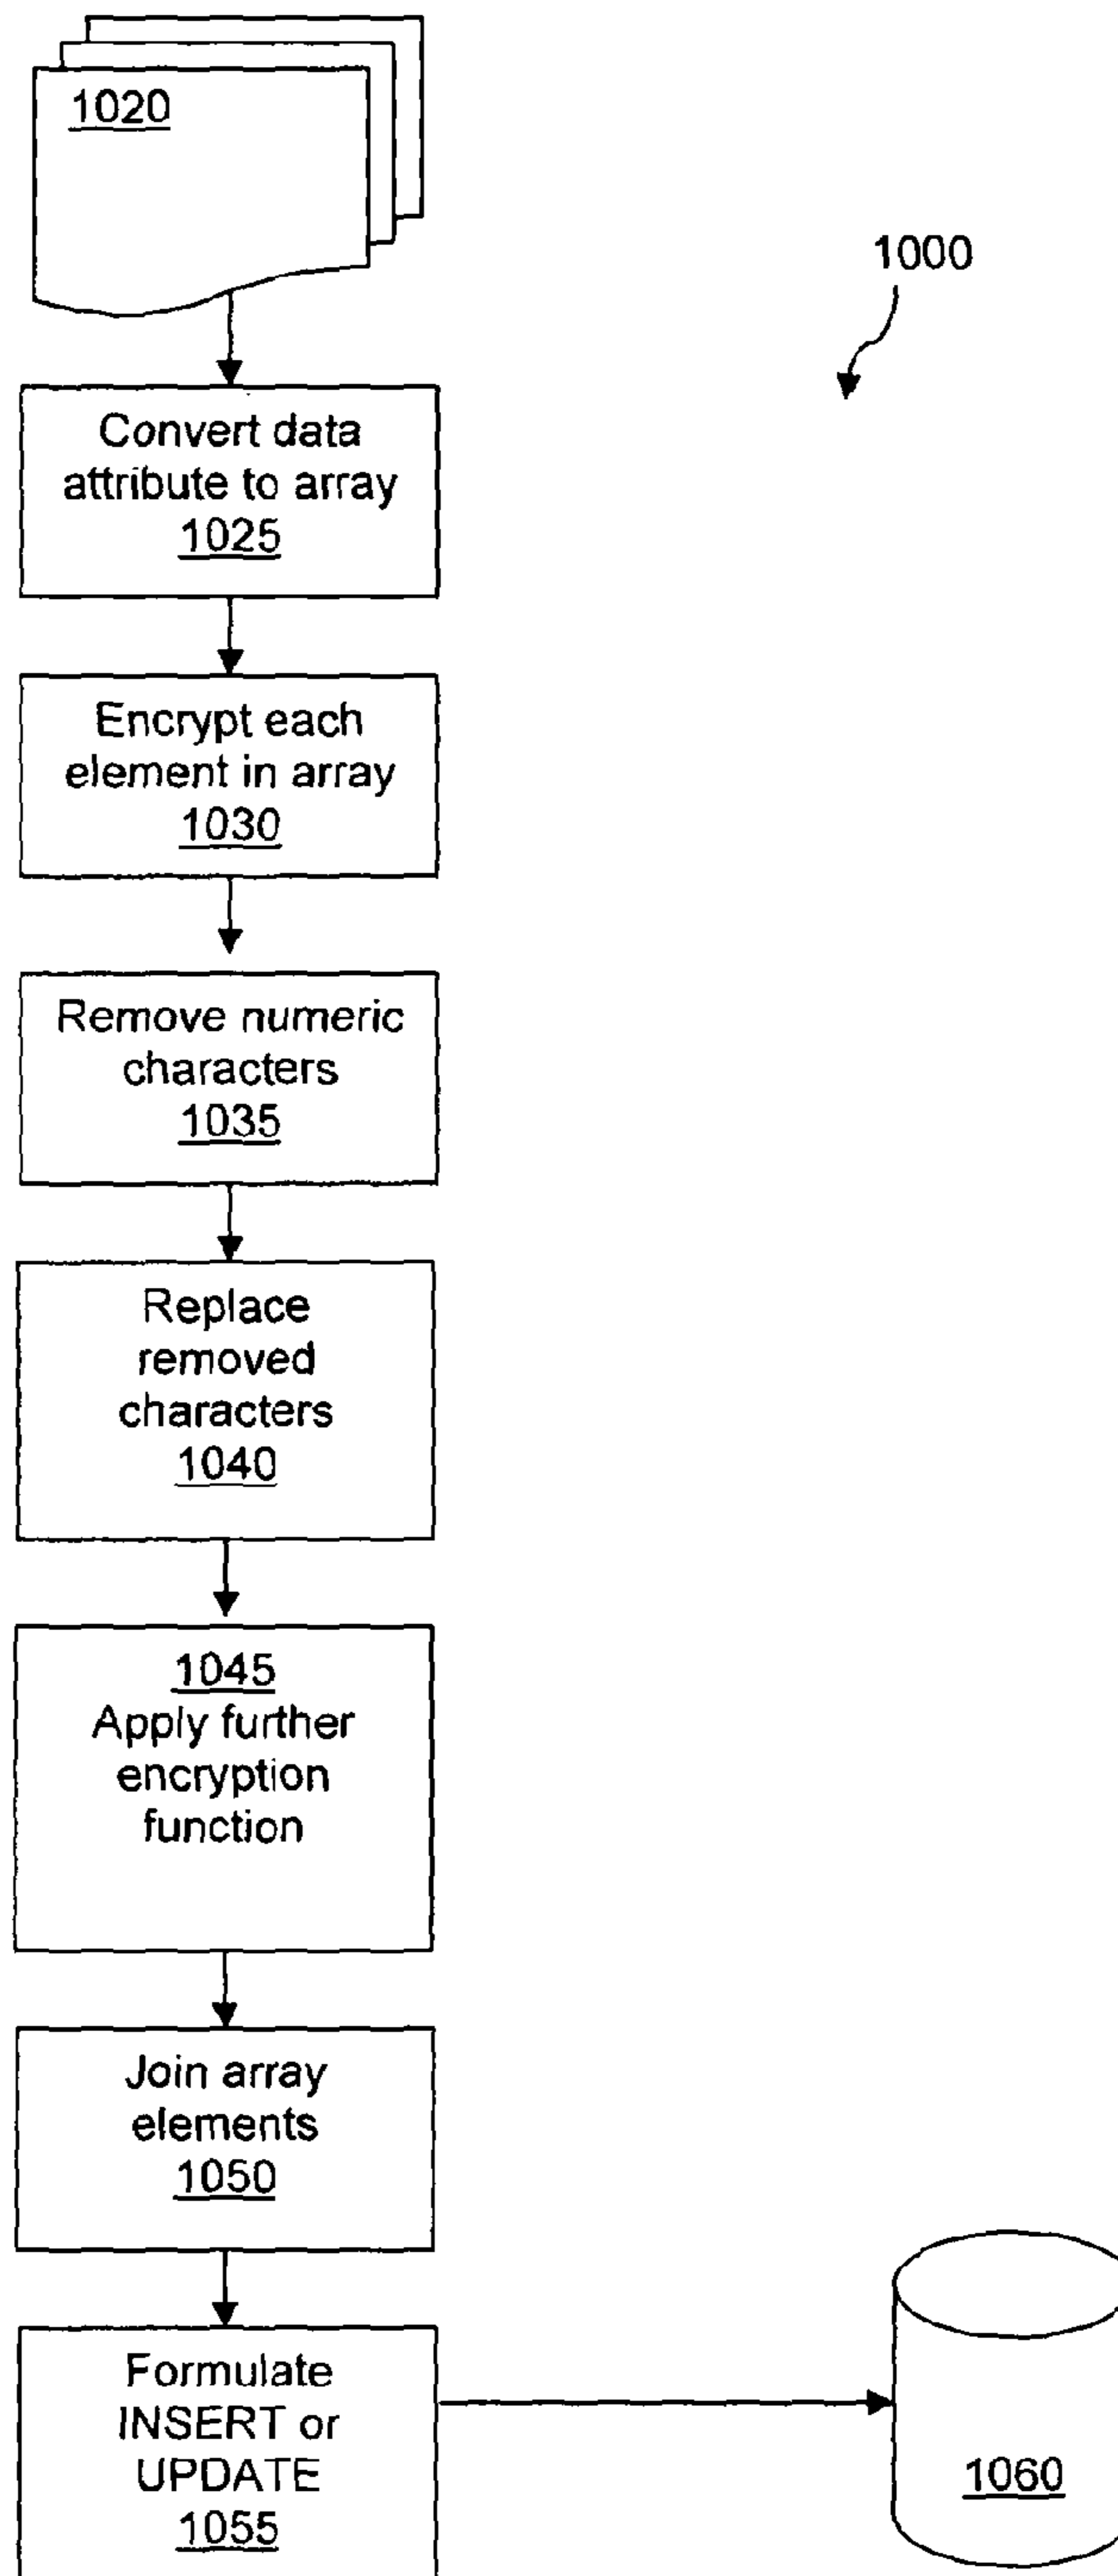 1020
1000
Convert data
attribute to array
1025
Encrypt each
element in array
1030
Remove numeric
characters
1035
Replace
removed
characters
1040
1045
Apply further
encryption
function
Join array
elements
1050
Formulate
INSERT or
UPDATE
1055
1060